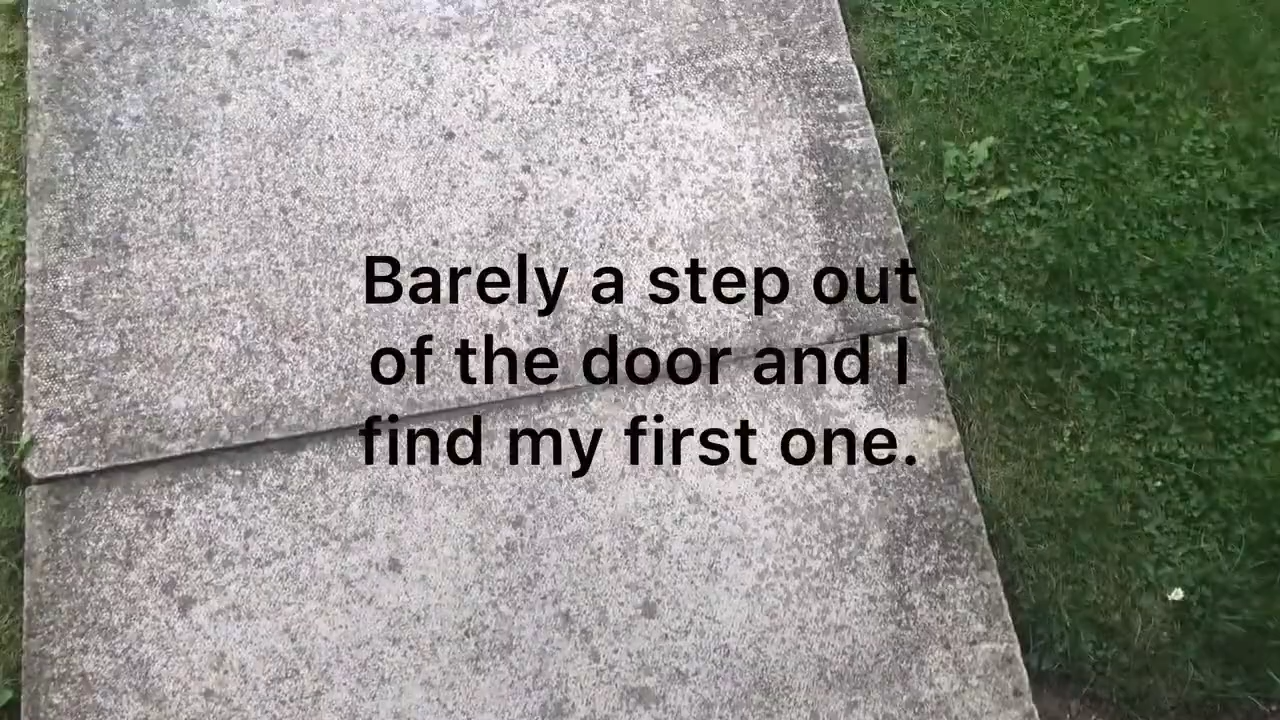 Barely a step out
of the door and I
find my first one.